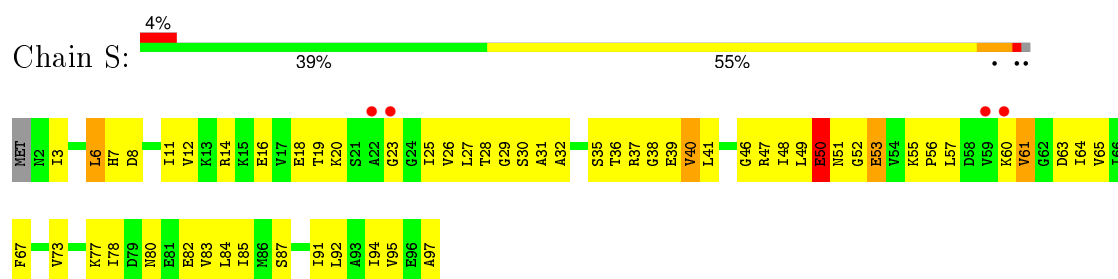 4%
Chain S:
39% 55% • ••
MET N2 I3 L6 H7 D8 I11 V12 K13 R14 K15 E16 V17 E18 T19 K20 S21 A22 G23 G24 I25 V26 L27 T28 G29 S30 A31 A32 S35 T36 R37 G38 E39 V40 L41 G46 R47 I48 L49 E50 N51 G52 E53 V54 K55 P56 L57 D58 V59 K60 V61 G62 D63 I64 V65 I66
F67 V73 K77 I78 D79 N80 E81 E82 V83 L84 I85 M86 S87 I91 L92 A93 I94 V95 E96 A97